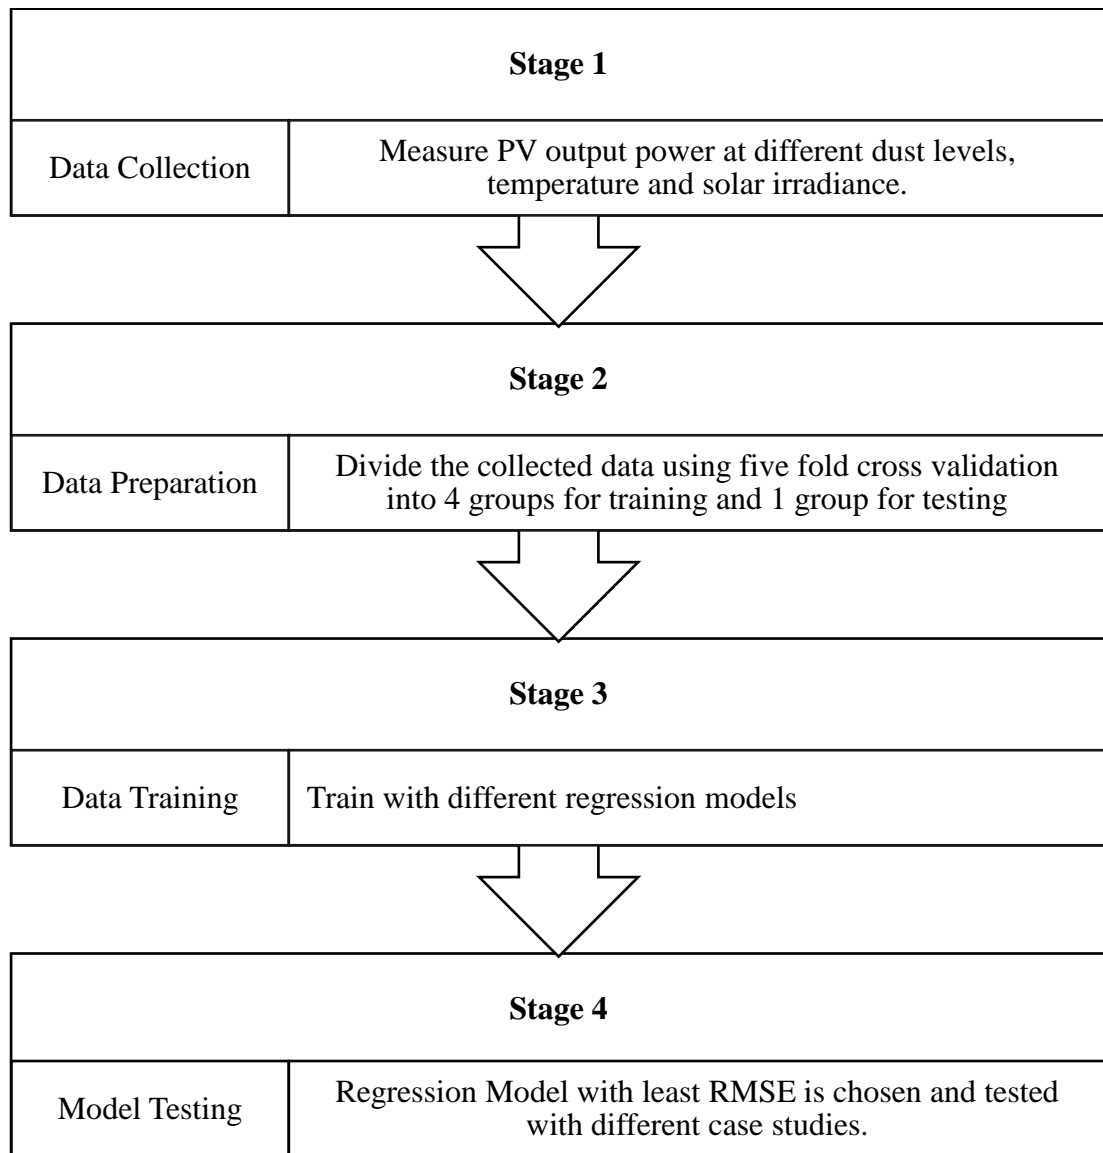 Stage 1
Data Collection
Measure PV output power at different dust levels,
temperature and solar irradiance.
Stage 2
Data Preparation
Divide the collected data using five fold cross validation
into 4 groups for training and 1 group for testing
Stage 3
Data Training
Train with different regression models
Stage 4
Model Testing
Regression Model with least RMSE is chosen and tested
with different case studies.